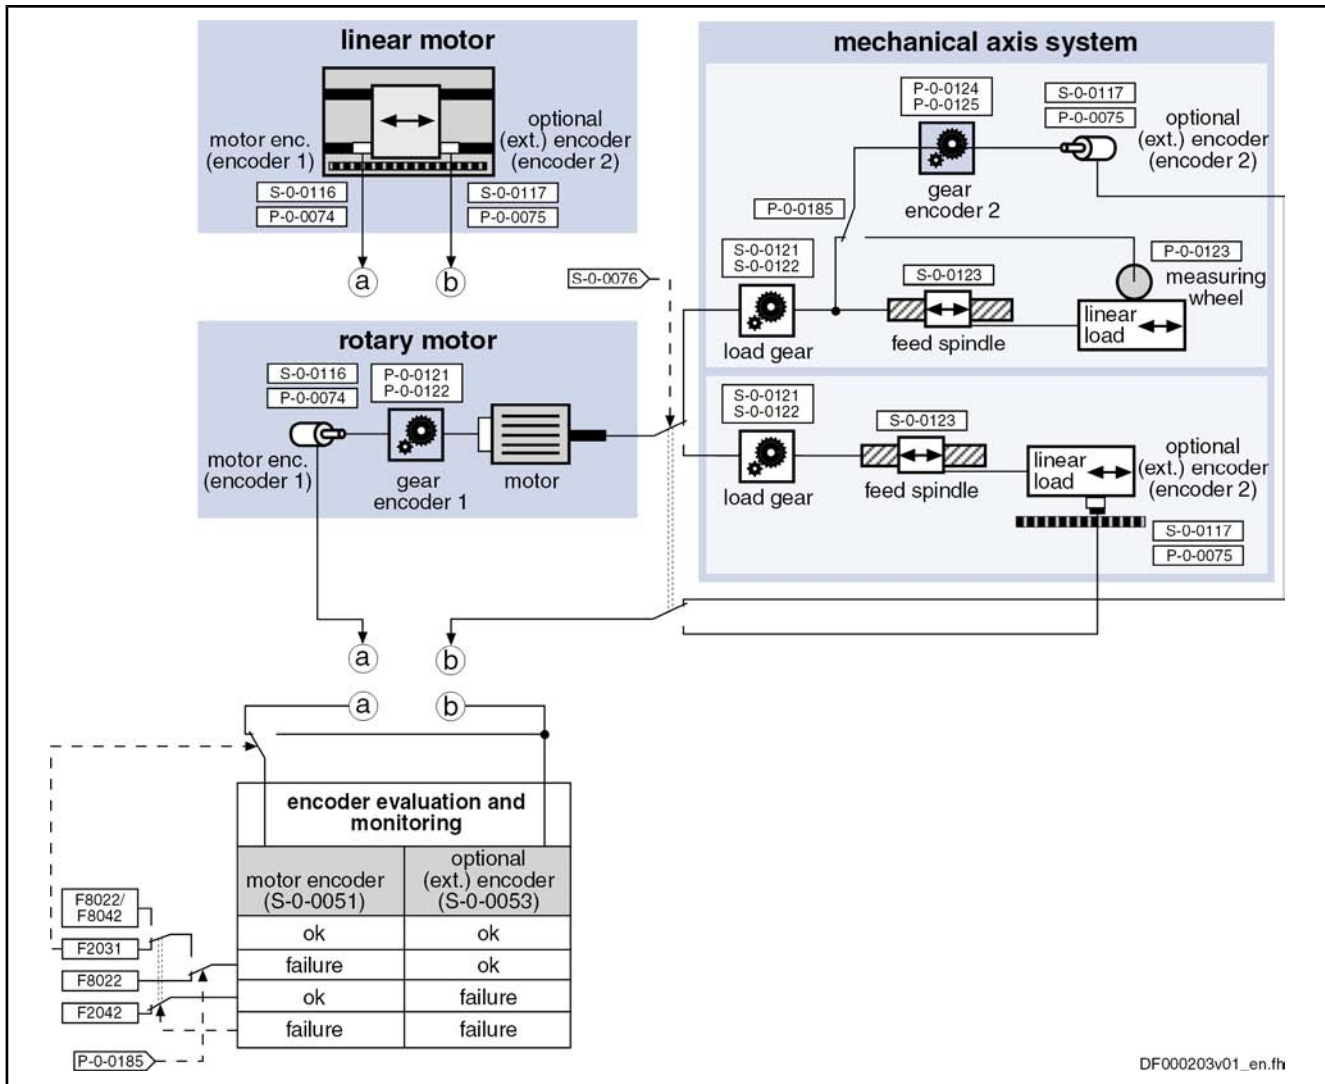 linear motor
motor enc.
(encoder 1)
optional
(ext.) encoder
(encoder 2)
S-0-0116
P-0-0074
S-0-0117
P-0-0075
a
b
S-0-0076
rotary motor
S-0-0116
P-0-0074
P-0-0121
P-0-0122
motor enc.
(encoder 1)
gear
encoder 1
motor
mechanical axis system
P-0-0124
P-0-0125
S-0-0117
P-0-0075
optional
(ext.) encoder
(encoder 2)
gear
encoder 2
P-0-0185
S-0-0121
S-0-0122
load gear
S-0-0123
feed spindle
P-0-0123
measuring
wheel
linear
load
S-0-0121
S-0-0122
load gear
S-0-0123
feed spindle
linear
load
optional
(ext.) encoder
(encoder 2)
S-0-0117
P-0-0075
a
b
a
b
encoder evaluation and
monitoring
motor encoder
(S-0-0051)
optional
(ext.) encoder
(S-0-0053)
ok
ok
failure
ok
ok
failure
failure
failure
F8022/
F8042
F2031
F8022
F2042
P-0-0185
DF000203v01_en.fh